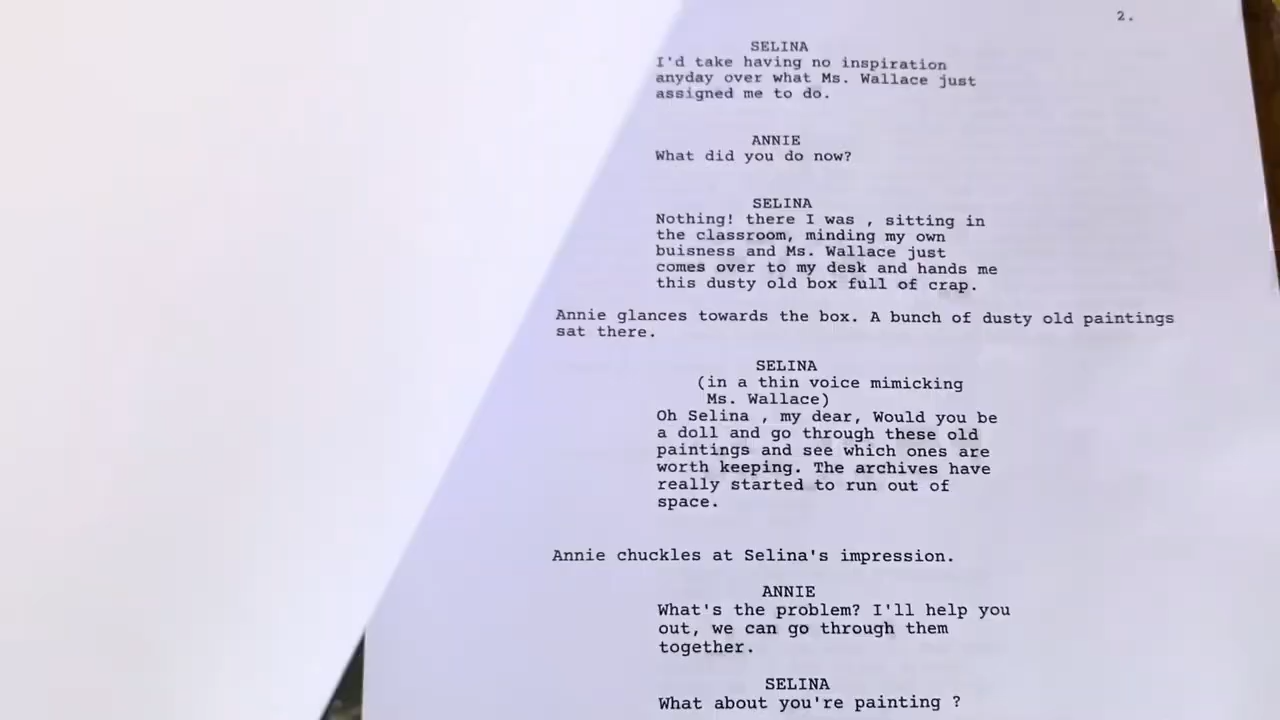 2.
SELINA
I'd take having no inspiration
anyday over what Ms. Wallace just
assigned me to do.
ANNIE
What did you do now?
SELINA
Nothing! there I was , sitting in
the classroom, minding my own
buisness and Ms. Wallace just
comes over to my desk and hands me
this dusty old box full of crap.
Annie glances towards the box. A bunch of dusty old paintings
sat there.
SELINA
(in a thin voice mimicking
Ms. Wallace)
Oh Selina , my dear, Would you be
a doll and go through these old
paintings and see which ones are
worth keeping. The archives have
really started to run out of
space.
Annie chuckles at Selina's impression.
ANNIE
What's the problem? I'll help you
out, we can go through them
together.
SELINA
What about you're painting ?